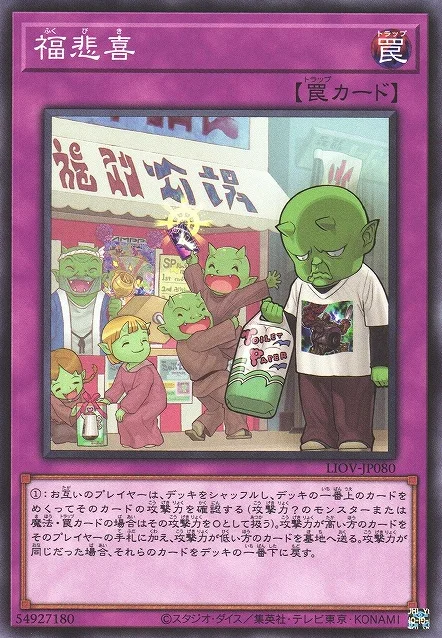 福悲喜
罠
【罠カード】
TOILET
PAPER
LIOV-JP080
①：お互いのプレイヤーは、デッキをシャッフルし、デッキの一番上のカードを
めくってそのカードの攻撃力を確認する（攻撃力？のモンスターまたは
魔法・罠カードの場合はその攻撃力を０として扱う）。攻撃力が高い方のカードを
そのプレイヤーの手札に加え、攻撃力が低い方のカードを墓地へ送る。攻撃力が
同じだった場合、それらのカードをデッキの一番下に戻す。
54927180
©スタジオ・ダイス／集英社・テレビ東京・KONAMI